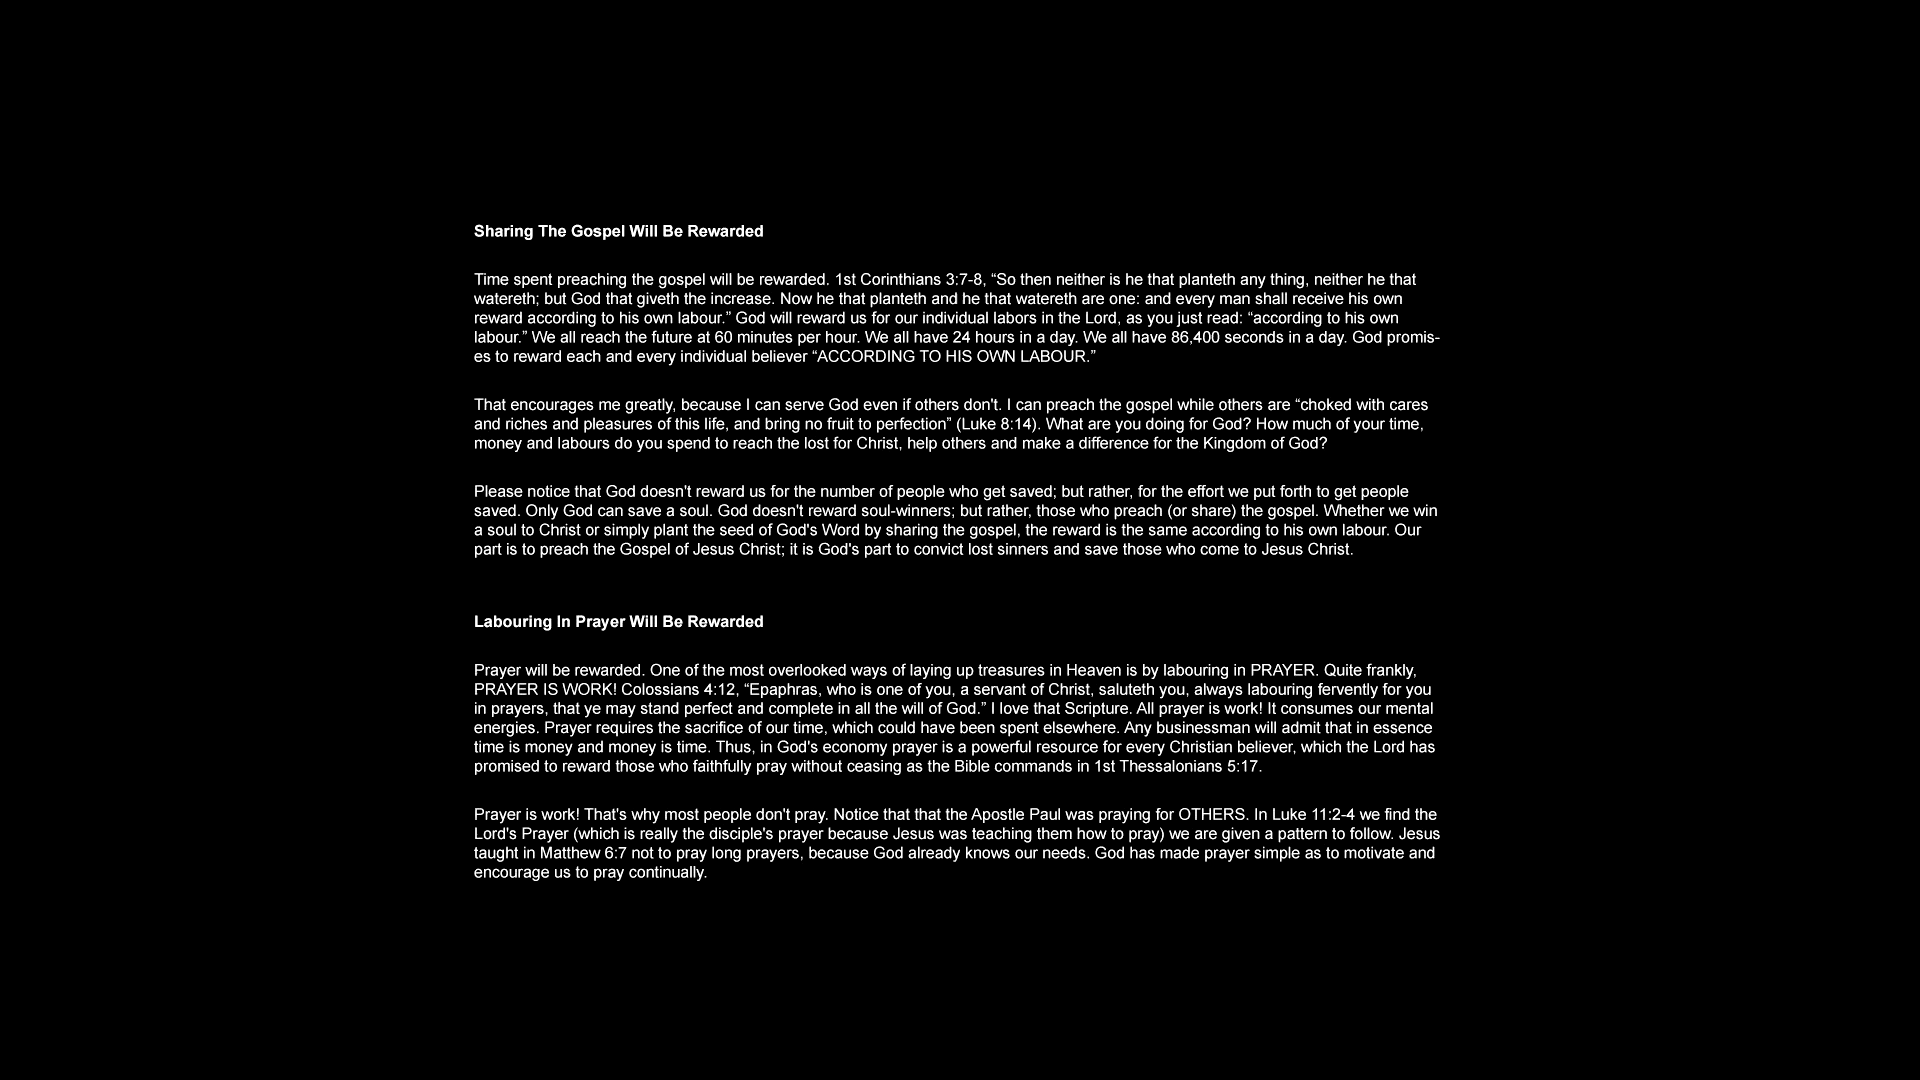 Sharing The Gospel Will Be Rewarded
Time spent preaching the gospel will be rewarded. 1st Corinthians 3:7-8, “So then neither is he that planteth any thing, neither he that
watereth; but God that giveth the increase. Now he that planteth and he that watereth are one: and every man shall receive his own
reward according to his own labour.” God will reward us for our individual labors in the Lord, as you just read: “according to his own
labour.” We all reach the future at 60 minutes per hour. We all have 24 hours in a day. We all have 86,400 seconds in a day. God promis-
es to reward each and every individual believer “ACCORDING TO HIS OWN LABOUR.”
That encourages me greatly, because I can serve God even if others don't. I can preach the gospel while others are “choked with cares
and riches and pleasures of this life, and bring no fruit to perfection” (Luke 8:14). What are you doing for God? How much of your time,
money and labours do you spend to reach the lost for Christ, help others and make a difference for the Kingdom of God?
Please notice that God doesn't reward us for the number of people who get saved; but rather, for the effort we put forth to get people
saved. Only God can save a soul. God doesn't reward soul-winners; but rather, those who preach (or share) the gospel. Whether we win
a soul to Christ or simply plant the seed of God's Word by sharing the gospel, the reward is the same according to his own labour. Our
part is to preach the Gospel of Jesus Christ; it is God's part to convict lost sinners and save those who come to Jesus Christ.
Labouring In Prayer Will Be Rewarded
Prayer will be rewarded. One of the most overlooked ways of laying up treasures in Heaven is by labouring in PRAYER. Quite frankly,
PRAYER IS WORK! Colossians 4:12, “Epaphras, who is one of you, a servant of Christ, saluteth you, always labouring fervently for you
in prayers, that ye may stand perfect and complete in all the will of God.” I love that Scripture. All prayer is work! It consumes our mental
energies. Prayer requires the sacrifice of our time, which could have been spent elsewhere. Any businessman will admit that in essence
time is money and money is time. Thus, in God's economy prayer is a powerful resource for every Christian believer, which the Lord has
promised to reward those who faithfully pray without ceasing as the Bible commands in 1st Thessalonians 5:17.
Prayer is work! That's why most people don't pray. Notice that that the Apostle Paul was praying for OTHERS. In Luke 11:2-4 we find the
Lord's Prayer (which is really the disciple's prayer because Jesus was teaching them how to pray) we are given a pattern to follow. Jesus
taught in Matthew 6:7 not to pray long prayers, because God already knows our needs. God has made prayer simple as to motivate and
encourage us to pray continually.